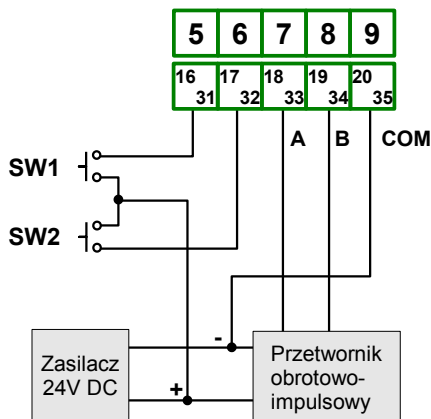 5 6 7 8 9
16 17 18 19 20
31 32 33 34 35
A B COM
SW1
SW2
-
+
Zasilacz
24V DC
Przetwornik
obrotowo-
impulsowy